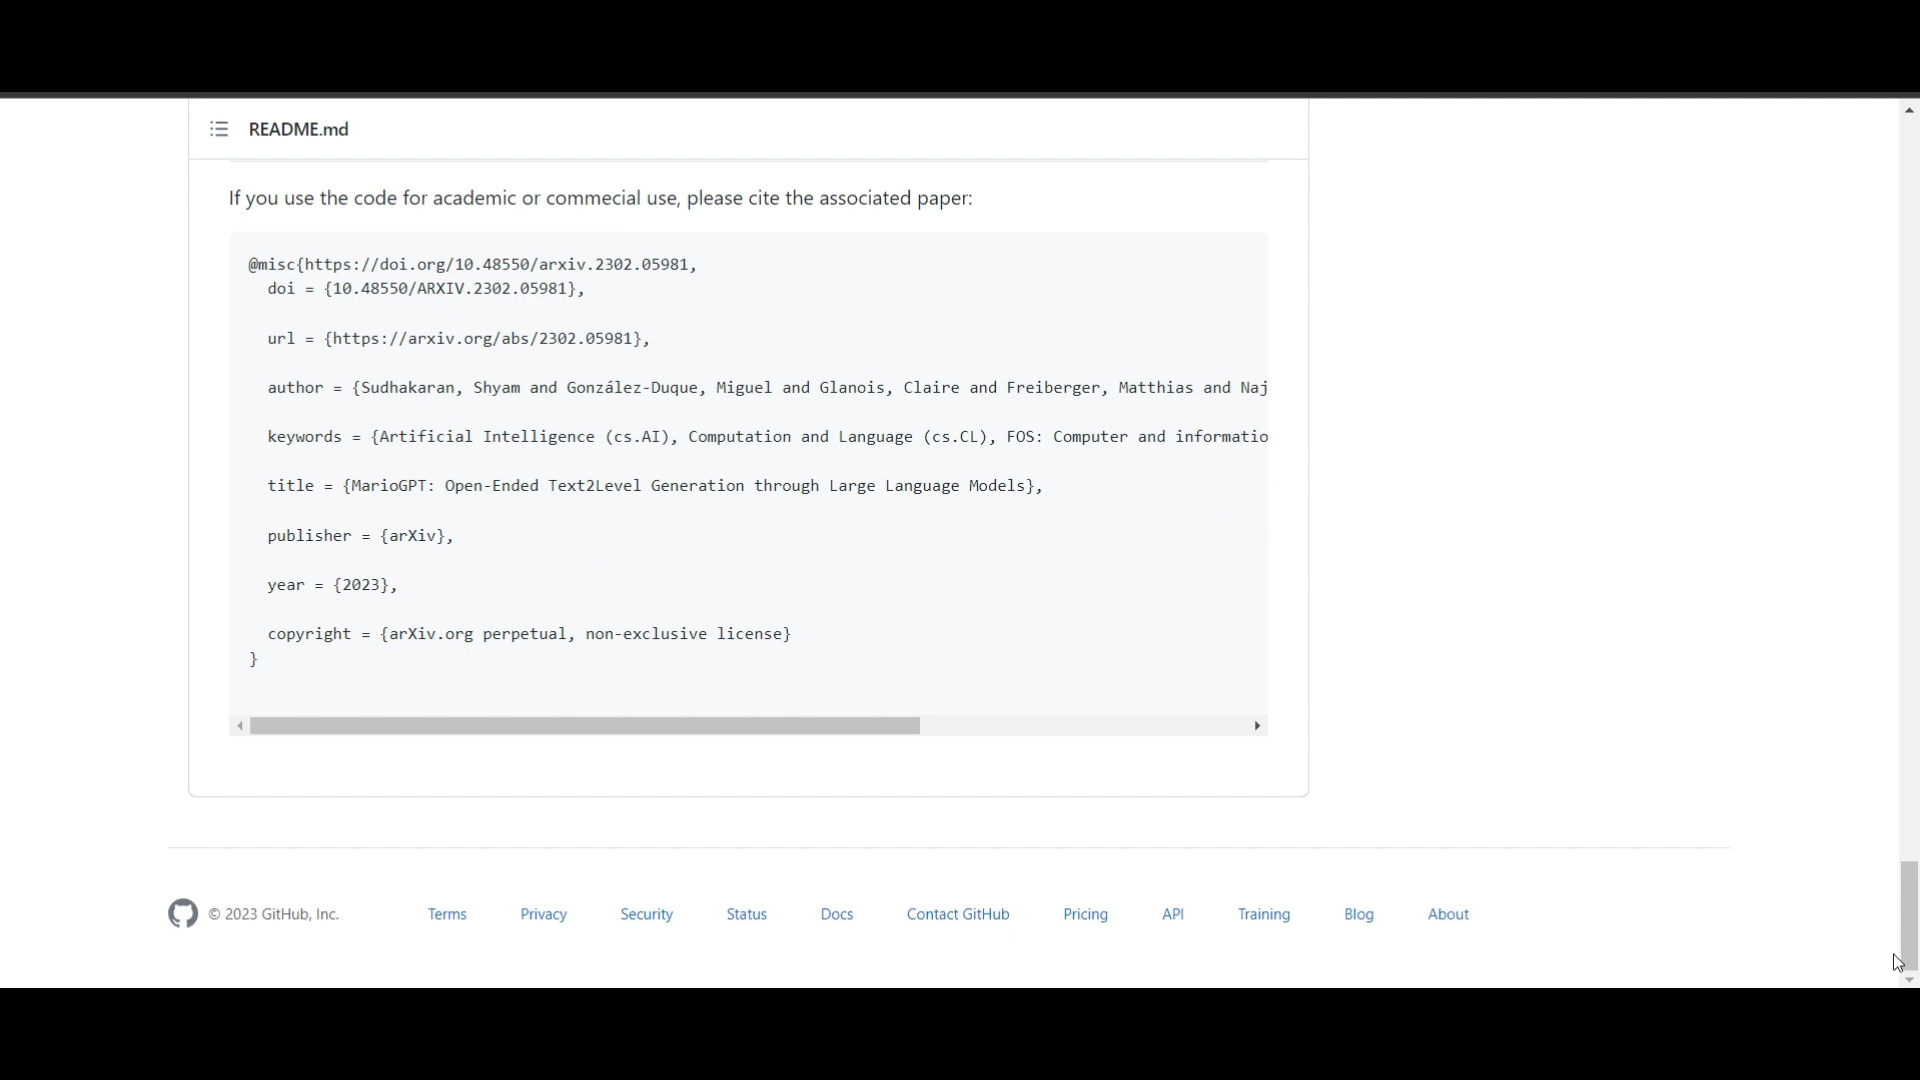 README.md
If you use the code for academic or commecial use, please cite the associated paper:
@misc{https://doi.org/10.48550/arxiv.2302.05981,
doi = {10.48550/ARXIV.2302.05981},
url = {https://arxiv.org/abs/2302.05981},
author = {Sudhakaran, Shyam and González-Duque, Miguel and Glanois, Claire and Freiberger, Matthias and Naj
keywords = {Artificial Intelligence (cs.AI), Computation and Language (cs.CL), FOS: Computer and informatio
title = {MarioGPT: Open-Ended Text2Level Generation through Large Language Models},
publisher = {arXiv},
year = {2023},
copyright = {arXiv.org perpetual, non-exclusive license}
}
© 2023 GitHub, Inc. Terms Privacy Security Status Docs Contact GitHub Pricing API Training Blog About